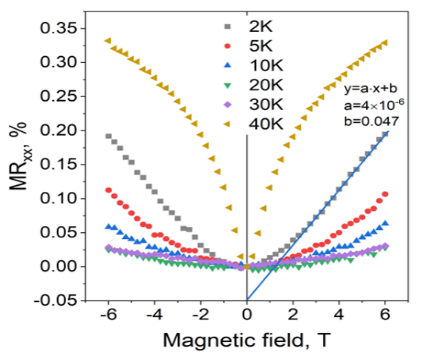 0.35
0.30
0.25
0.20
0.15
0.10
0.05
0.00
-0.05
MRxx, %
2K
5K
10K
20K
30K
40K
y=a·x+b
a=4×10-6
b=0.047
-6 -4 -2 0 2 4 6
Magnetic field, T